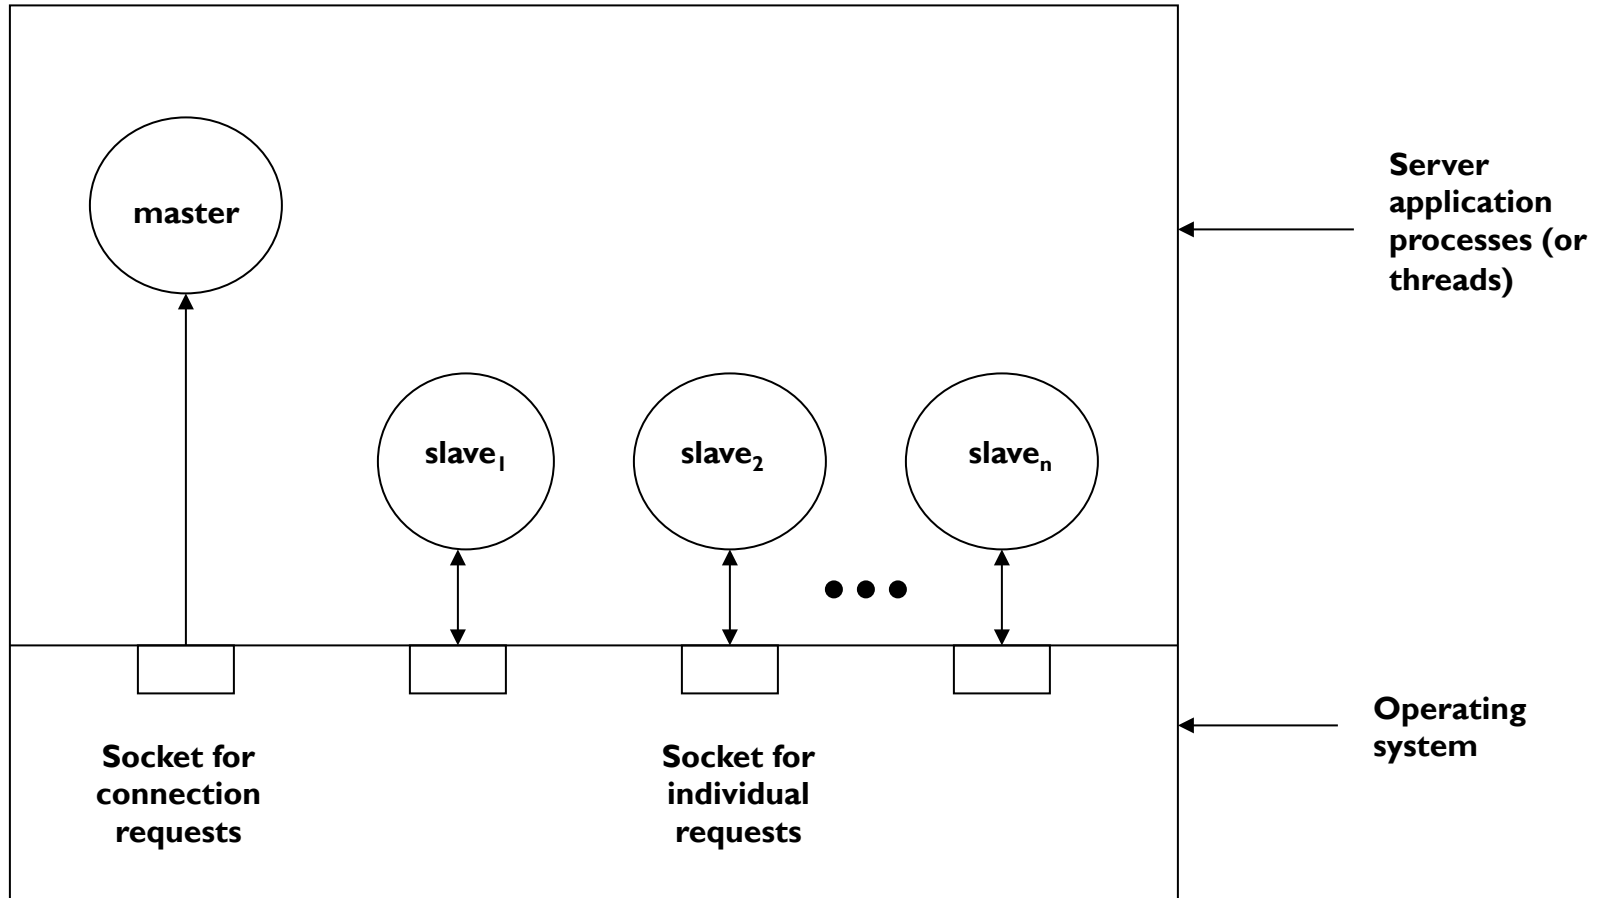 master
Server
application
processes (or
threads)
slave₁
slave₂
slaveₙ
Operating
system
Socket for
connection
requests
Socket for
individual
requests